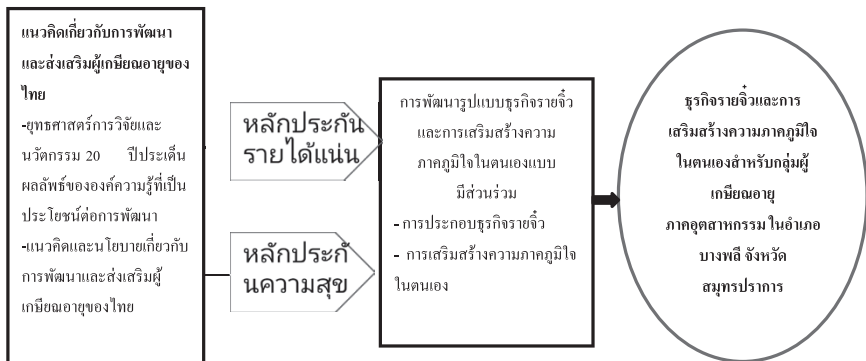 แนวคิดเกี่ยวกับการพัฒนา
และส่งเสริมผู้เกษียณอายุของ
ไทย
-ยุทธศาสตร์การวิจัยและ
นวัตกรรม 20 ปีประเด็น
ผลลัพธ์ขององค์ความรู้ที่เป็น
ประโยชน์ต่อการพัฒนา
-แนวคิดและนโยบายเกี่ยวกับ
การพัฒนาและส่งเสริมผู้
เกษียณอายุของไทย
หลักประกัน
รายได้แน่น
หลักประกั
นความสุข
การพัฒนารูปแบบธุรกิจรายจิ๋ว
และการเสริมสร้างความ
ภาคภูมิใจในตนเองแบบ
มีส่วนร่วม
- การประกอบธุรกิจรายจิ๋ว
- การเสริมสร้างความภาคภูมิใจ
ในตนเอง
ธุรกิจรายจิ๋วและการ
เสริมสร้างความภาคภูมิใจ
ในตนเองสำหรับกลุ่มผู้
เกษียณอายุ
ภาคอุตสาหกรรม ในอำเภอ
บางพลี จังหวัด
สมุทรปราการ